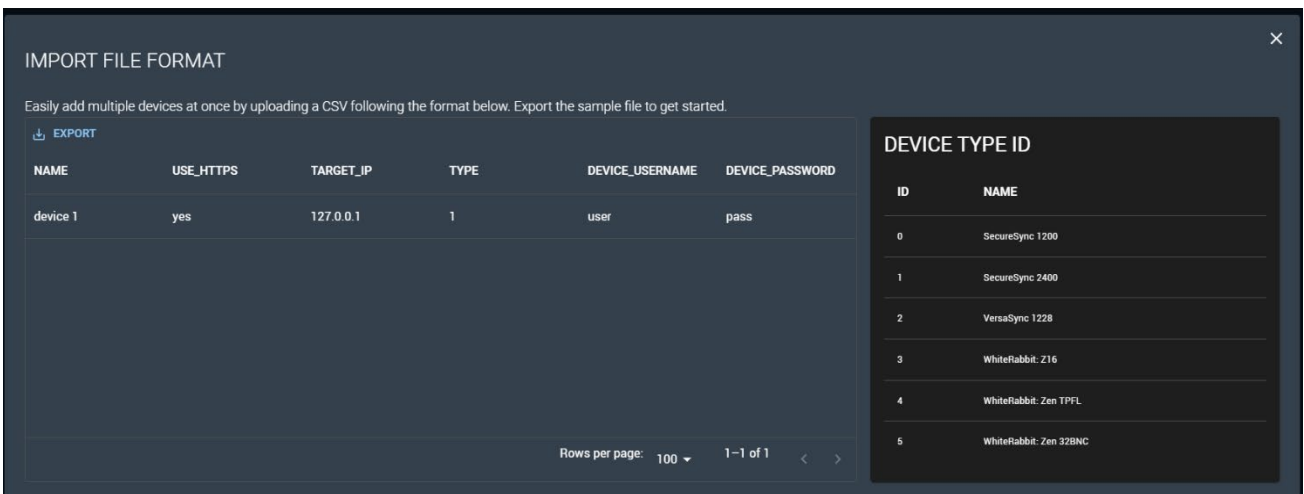 IMPORT FILE FORMAT
Easily add multiple devices at once by uploading a CSV following the format below. Export the sample file to get started.
EXPORT
NAME USE_HTTPS TARGET_IP TYPE DEVICE_USERNAME DEVICE_PASSWORD
device 1 yes 127.0.0.1 1 user pass
Rows per page: 100 1–1 of 1
DEVICE TYPE ID
ID NAME
0 SecureSync 1200
1 SecureSync 2400
2 VersaSync 1228
3 WhiteRabbit: Z16
4 WhiteRabbit: Zen TPFL
5 WhiteRabbit: Zen 32BNC